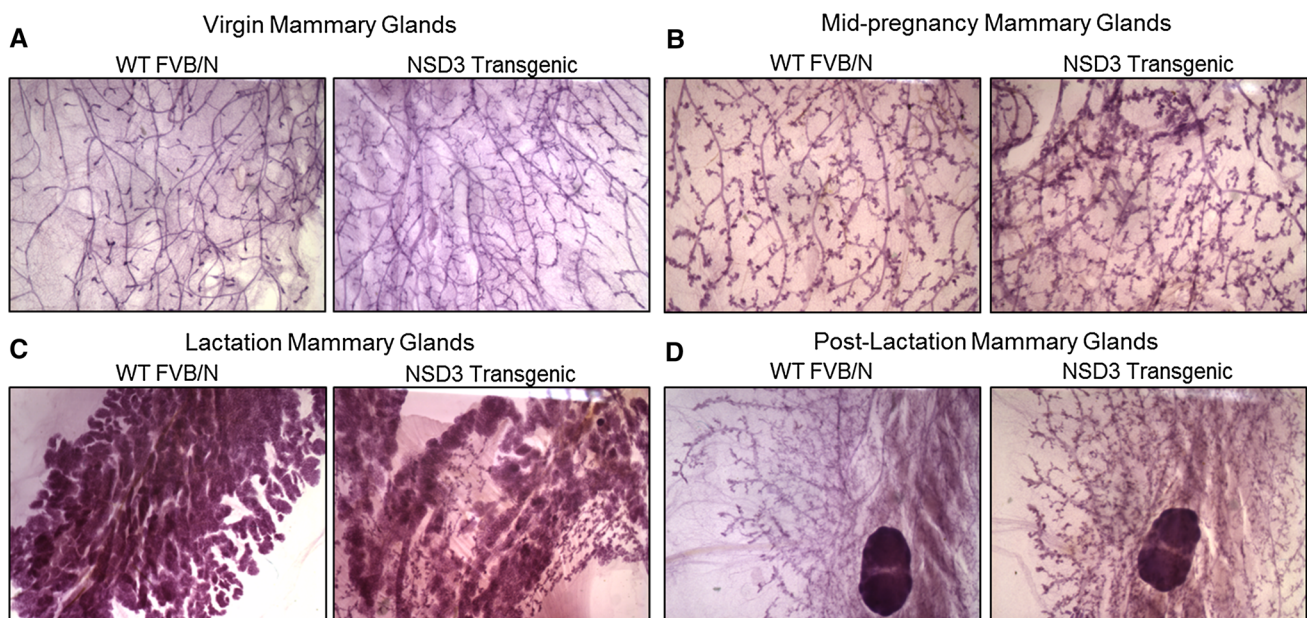 A
Virgin Mammary Glands
WT FVB/N
NSD3 Transgenic
B
Mid-pregnancy Mammary Glands
WT FVB/N
NSD3 Transgenic
C
Lactation Mammary Glands
WT FVB/N
NSD3 Transgenic
D
Post-Lactation Mammary Glands
WT FVB/N
NSD3 Transgenic